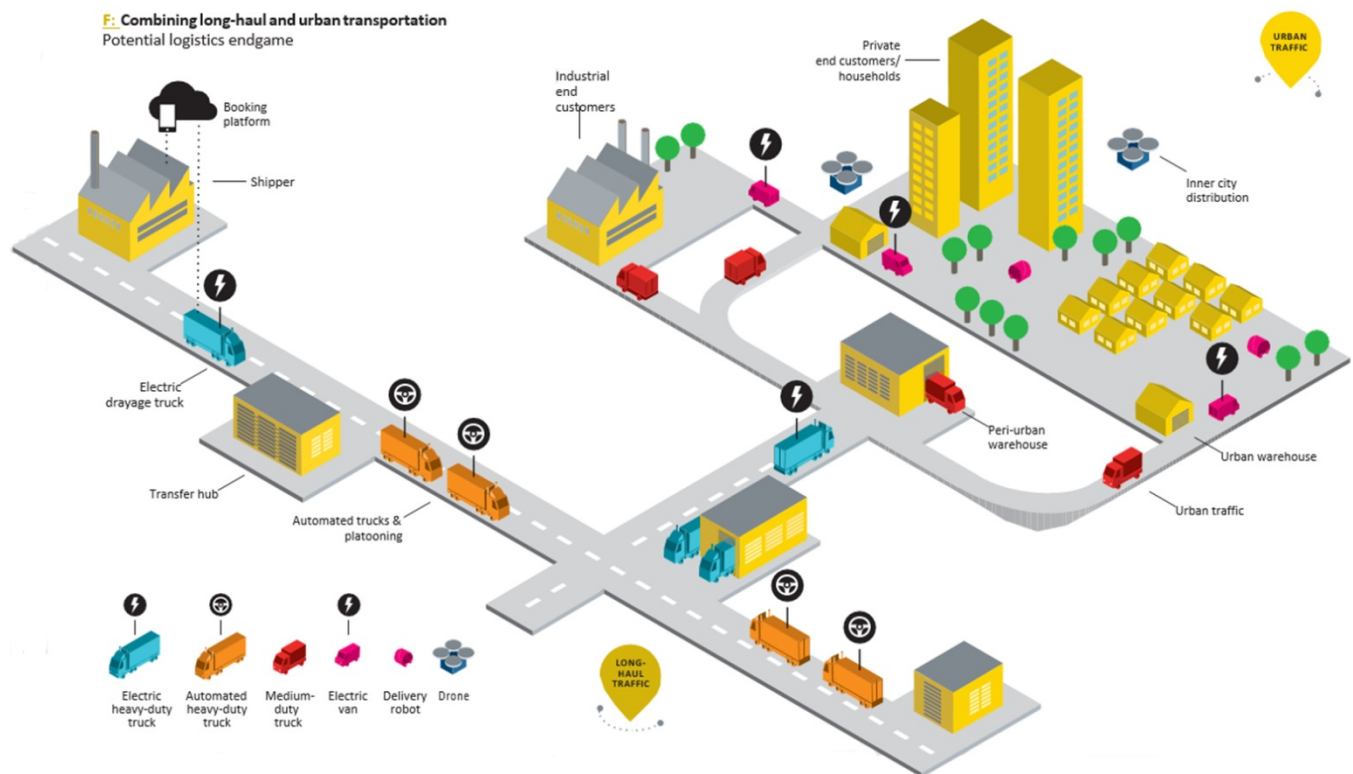 F: Combining long-haul and urban transportation
Potential logistics endgame
Booking
platform
Shipper
Industrial
end
customers
Private
end customers/
households
URBAN
TRAFFIC
Inner city
distribution
Electric
drayage truck
Transfer hub
Automated trucks &
platooning
Peri-urban
warehouse
Urban warehouse
Urban traffic
LONG-
HAUL
TRAFFIC
Electric
heavy-duty
truck
Automated
heavy-duty
truck
Medium-
duty
truck
Electric
van
Delivery
robot
Drone